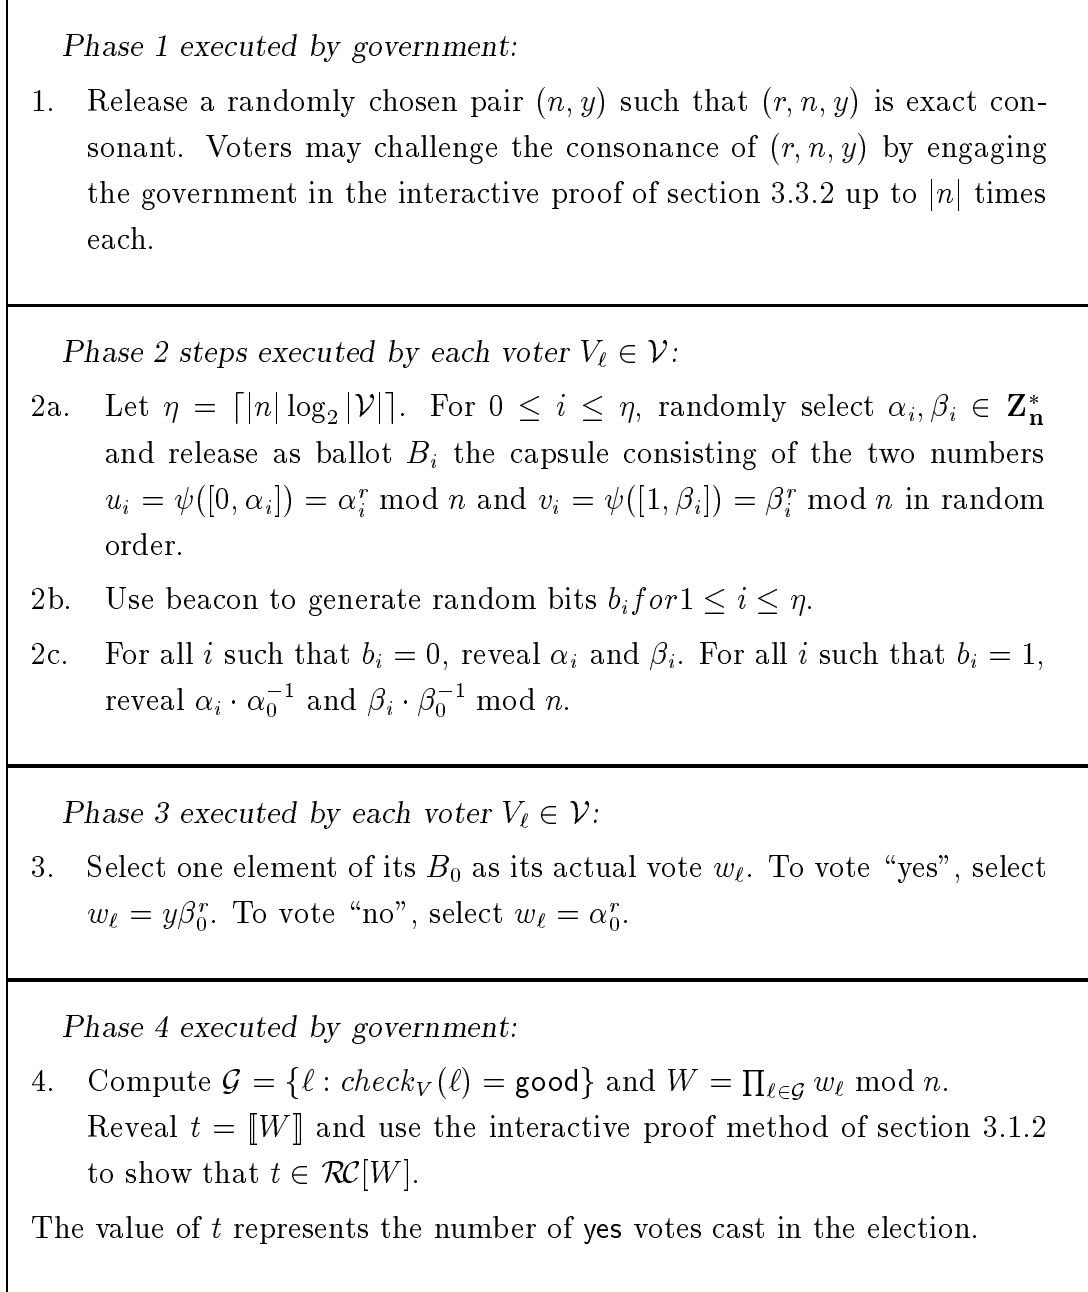 Phase 1 executed by government:
1. Release a randomly chosen pair (n, y) such that (r, n, y) is exact con-
sonant. Voters may challenge the consonance of (r, n, y) by engaging
the government in the interactive proof of section 3.3.2 up to |n| times
each.
Phase 2 steps executed by each voter V_ℓ ∈ 𝒱:
2a. Let η = ⌈|n| log₂ |𝒱|⌉. For 0 ≤ i ≤ η, randomly select α_i, β_i ∈ Z*_n
and release as ballot B_i the capsule consisting of the two numbers
u_i = ψ([0, α_i]) = α_i^r mod n and v_i = ψ([1, β_i]) = β_i^r mod n in random
order.
2b. Use beacon to generate random bits b_i for1 ≤ i ≤ η.
2c. For all i such that b_i = 0, reveal α_i and β_i. For all i such that b_i = 1,
reveal α_i · α_0^{-1} and β_i · β_0^{-1} mod n.
Phase 3 executed by each voter V_ℓ ∈ 𝒱:
3. Select one element of its B_0 as its actual vote w_ℓ. To vote “yes”, select
w_ℓ = yβ_0^r. To vote “no”, select w_ℓ = α_0^r.
Phase 4 executed by government:
4. Compute 𝒢 = {ℓ : check_V(ℓ) = good} and W = ∏_{ℓ∈𝒢} w_ℓ mod n.
Reveal t = ⟦W⟧ and use the interactive proof method of section 3.1.2
to show that t ∈ ℛ𝒞[W].
The value of t represents the number of yes votes cast in the election.